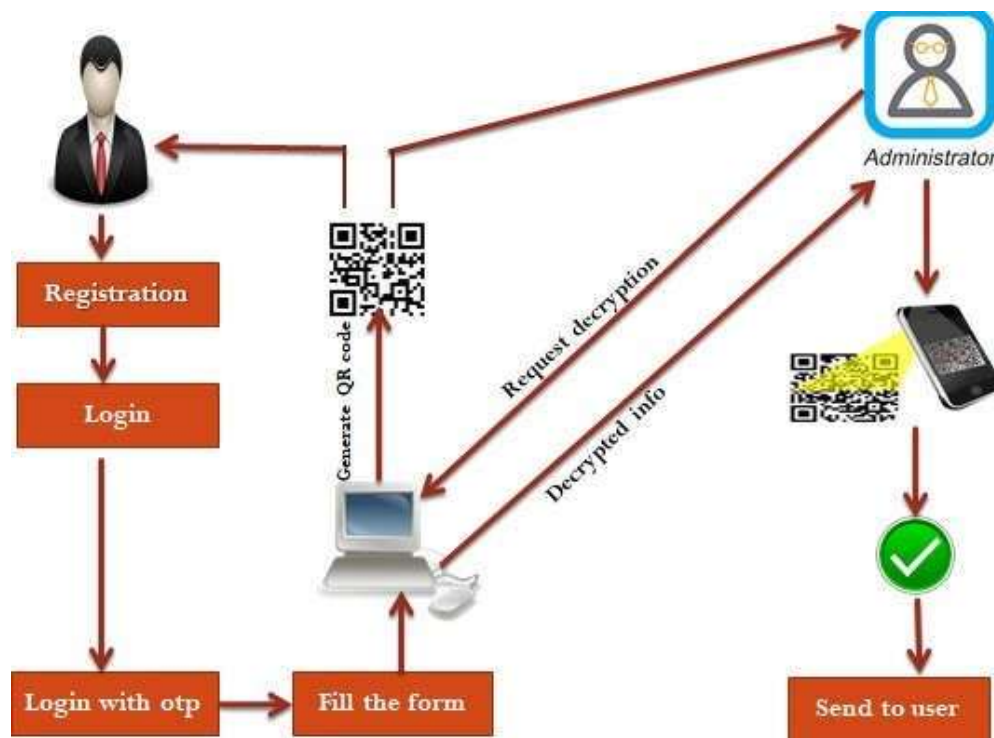 Administrator
Registration
Login
Login with otp
Fill the form
Generate QR code
Request decryption
Decrypted info
Send to user